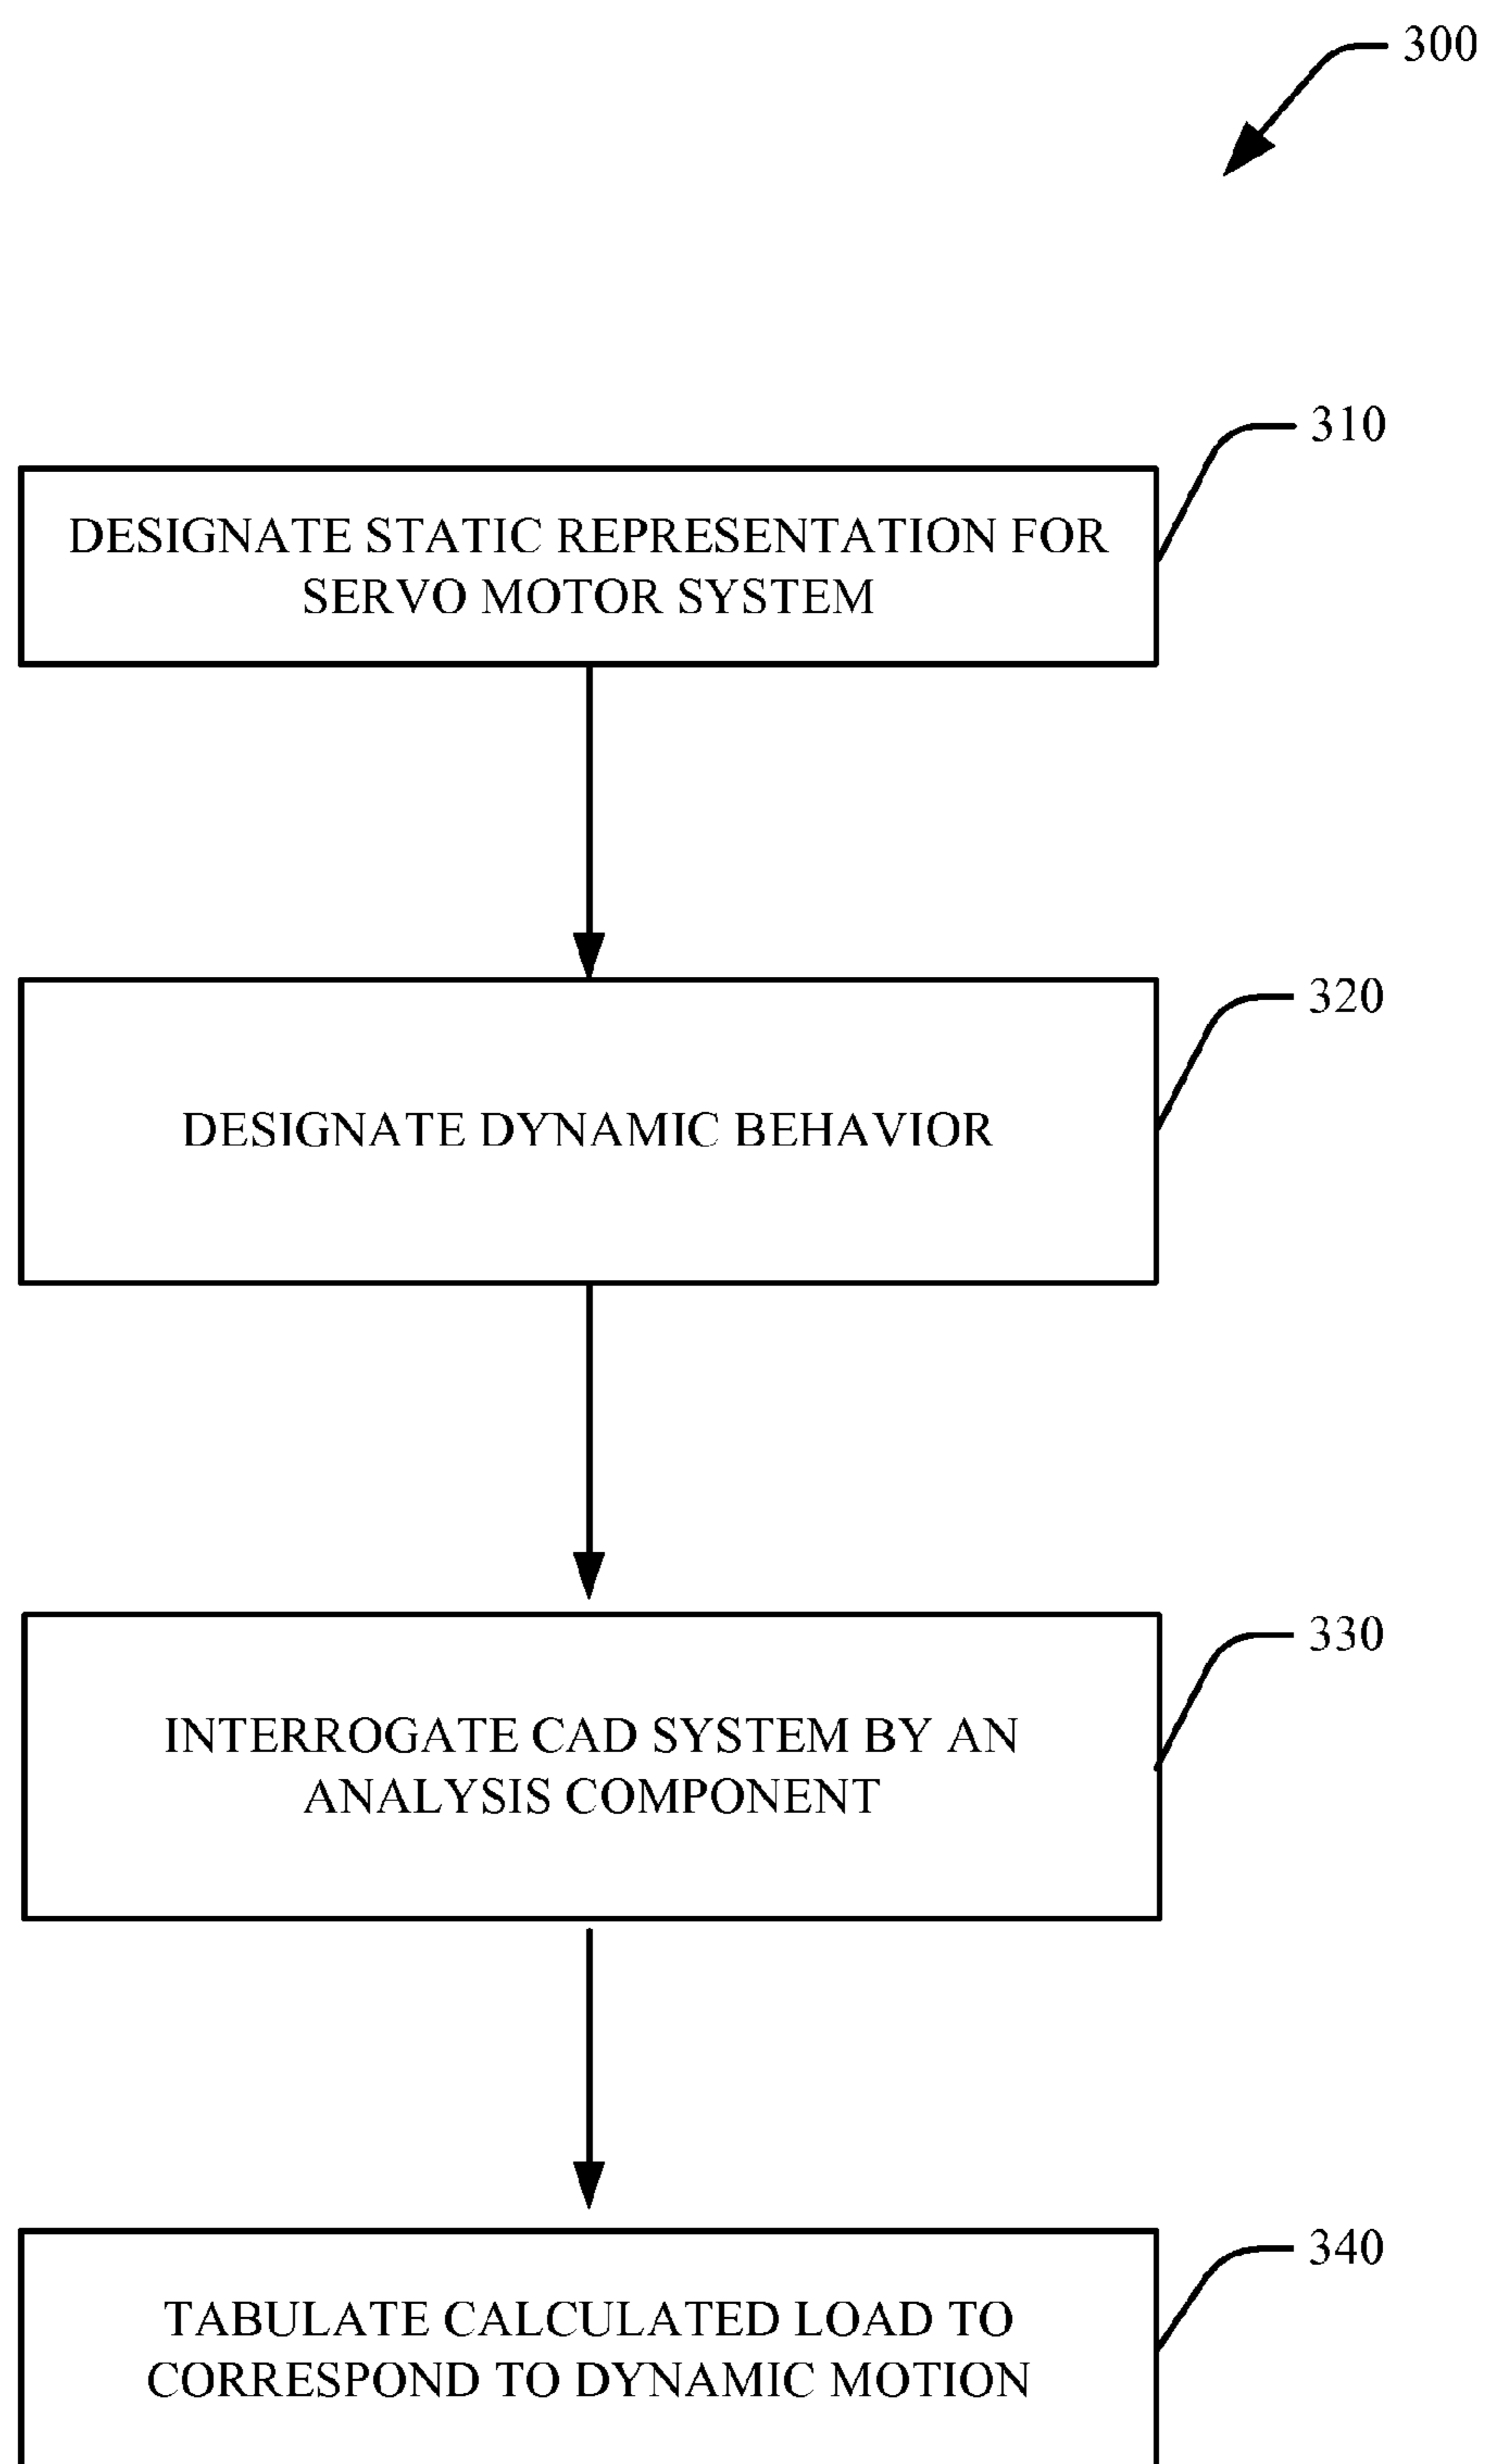 300
310
DESIGNATE STATIC REPRESENTATION FOR
SERVO MOTOR SYSTEM
320
DESIGNATE DYNAMIC BEHAVIOR
330
INTERROGATE CAD SYSTEM BY AN
ANALYSIS COMPONENT
340
TABULATE CALCULATED LOAD TO
CORRESPOND TO DYNAMIC MOTION